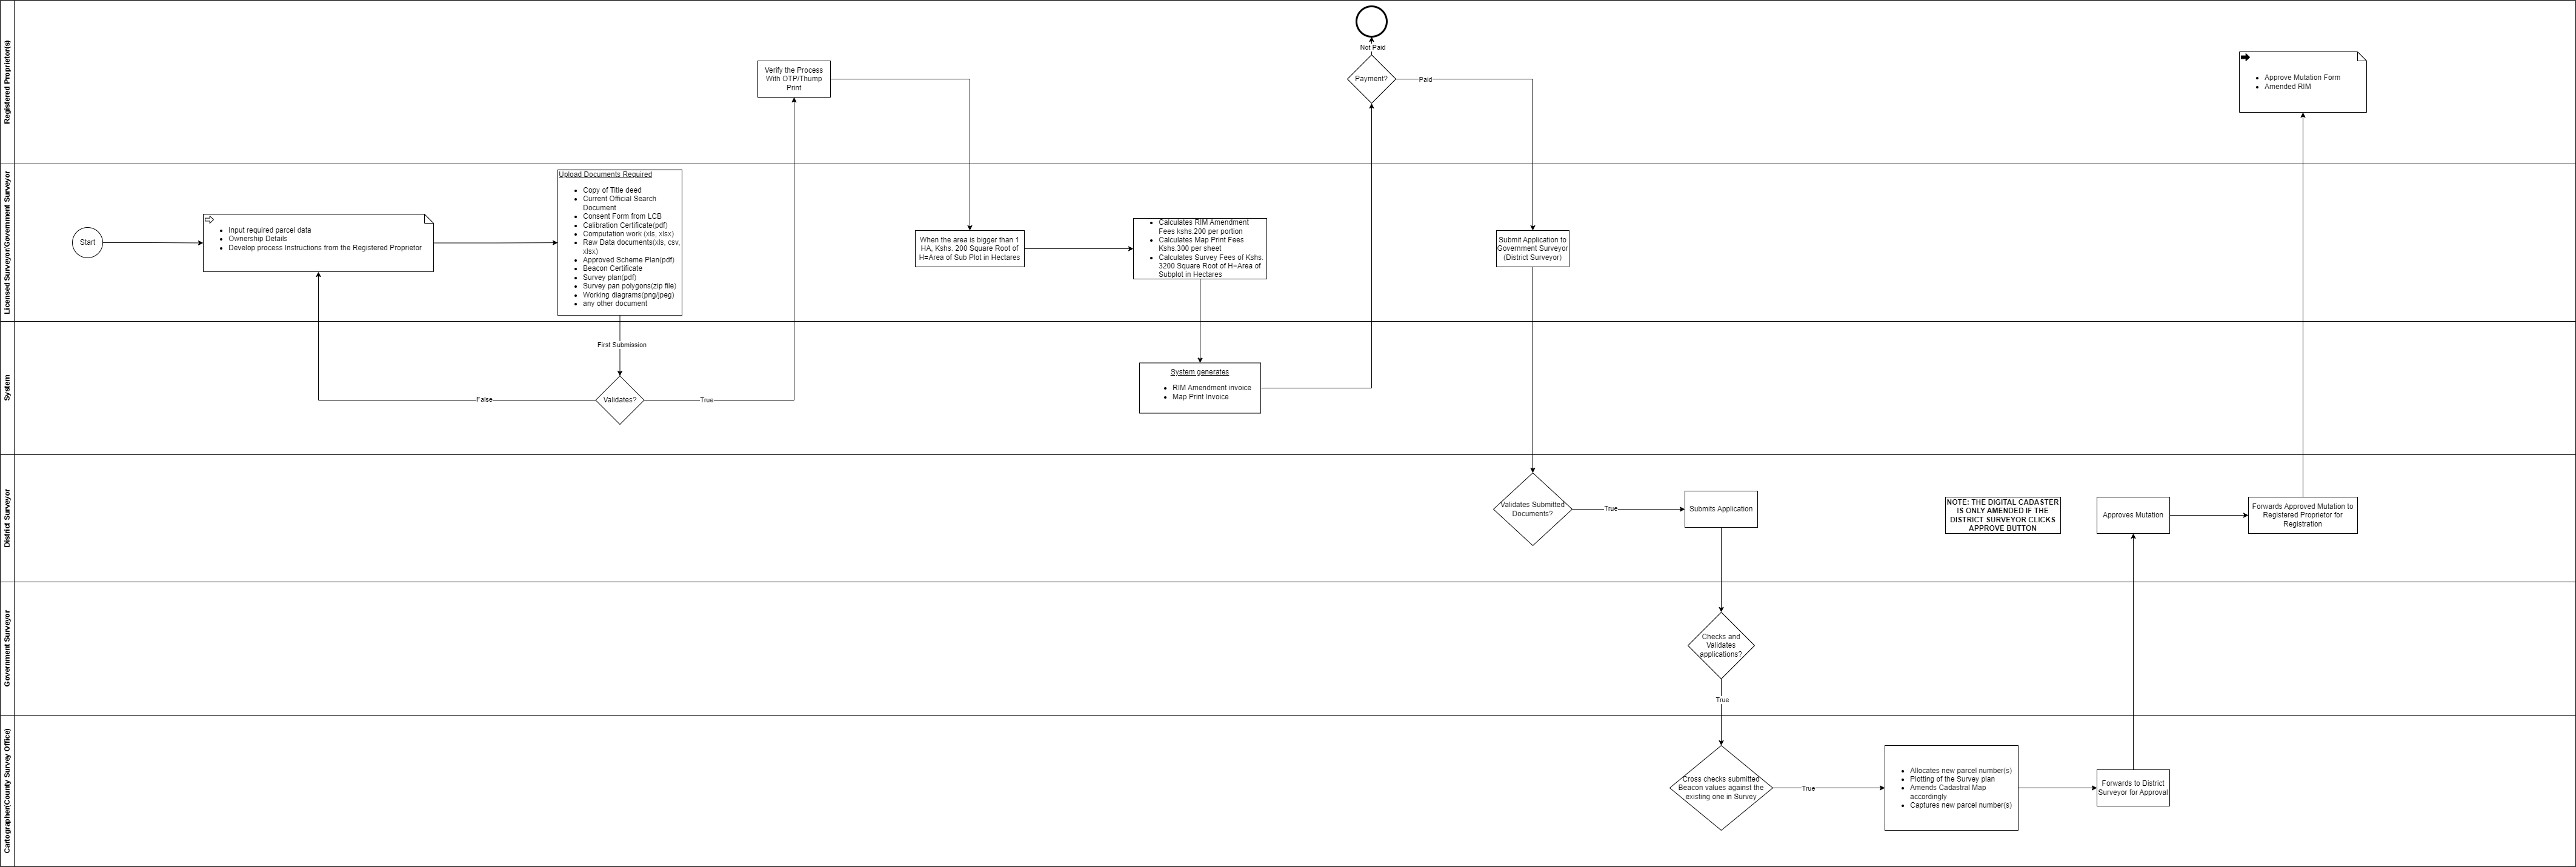 Registered Proprietor(s)
Not Paid
Payment?
Paid
Verify the Process
With OTP/Thump
Print
Approve Mutation Form
Amended RIM
Licensed Surveyor/Government Surveyor
Start
Input required parcel data
Ownership Details
Develop process Instructions from the Registered Proprietor
Upload Documents Required
Copy of Title deed
Current Official Search
Document
Consent Form from LCB
Calibration Certificate(pdf)
Computation work (xls, xlsx)
Raw Data documents(xls, csv,
xlsx)
Approved Scheme Plan(pdf)
Beacon Certificate
Survey plan(pdf)
Survey pan polygons(zip file)
Working diagrams(png/jpeg)
any other document
When the area is bigger than 1
HA, Kshs. 200 Square Root of
H=Area of Sub Plot in Hectares
Calculates RIM Amendment
Fees kshs.200 per portion
Calculates Map Print Fees
Kshs.300 per sheet
Calculates Survey Fees of Kshs.
3200 Square Root of H=Area of
Subplot in Hectares
Submit Application to
Government Surveyor
(District Surveyor)
System
First Submission
Validates?
False
True
System generates
RIM Amendment invoice
Map Print Invoice
District Surveyor
Validates Submitted
Documents?
True
Submits Application
NOTE: THE DIGITAL CADASTER
IS ONLY AMENDED IF THE
DISTRICT SURVEYOR CLICKS
APPROVE BUTTON
Approves Mutation
Forwards Approved Mutation to
Registered Proprietor for
Registration
Government Surveyor
Checks and
Validates
applications?
True
Cartographer(County Survey Office)
Cross checks submitted
Beacon values against the
existing one in Survey
True
Allocates new parcel number(s)
Plotting of the Survey plan
Amends Cadastral Map
accordingly
Captures new parcel number(s)
Forwards to District
Surveyor for Approval